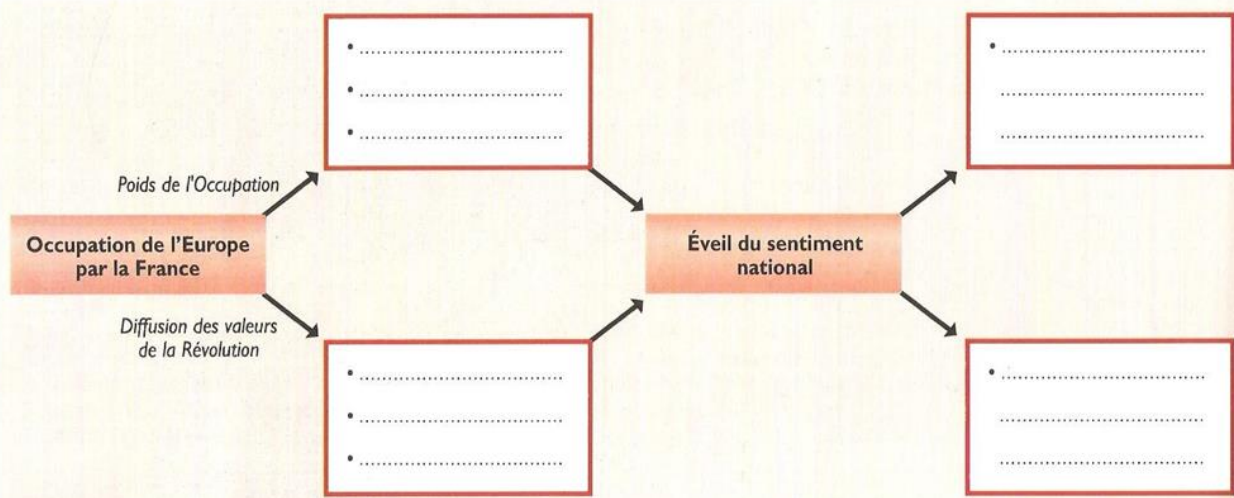 Poids de l'Occupation
Occupation de l'Europe
par la France
Diffusion des valeurs
de la Révolution
Éveil du sentiment
national